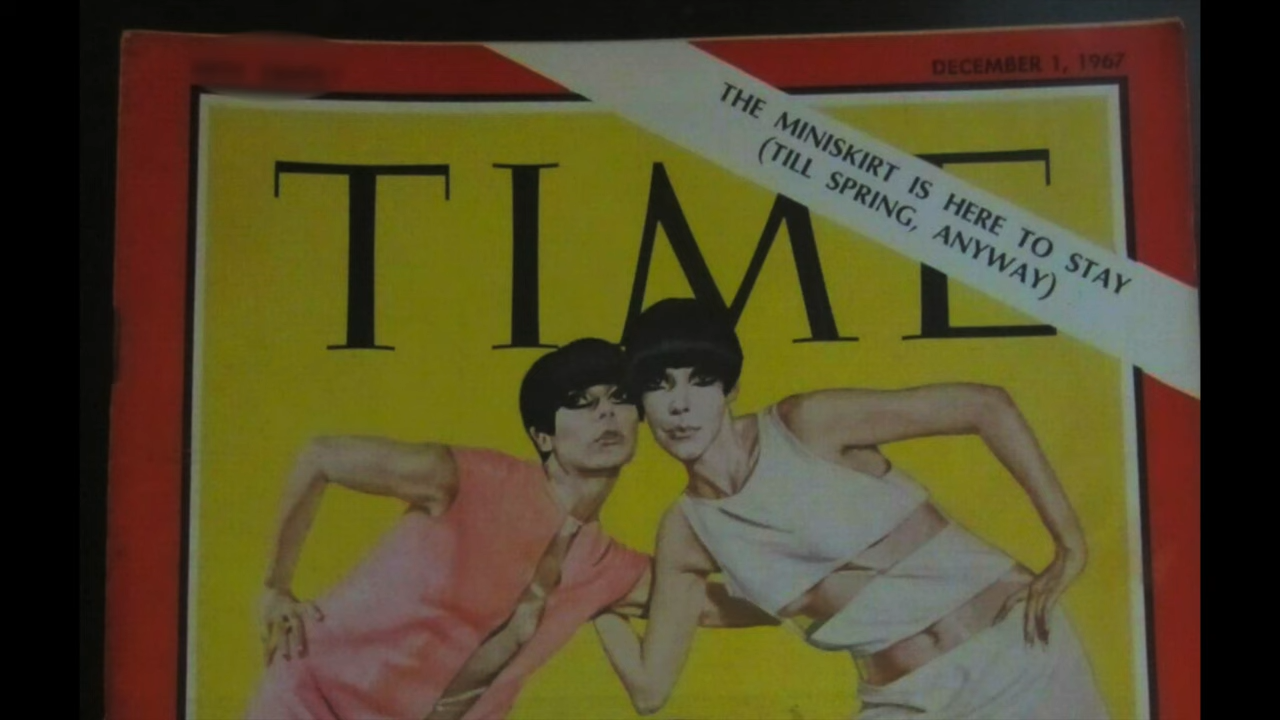 DECEMBER 1, 1967
THE MINISKIRT IS HERE TO STAY
(TILL SPRING, ANYWAY)
TIME